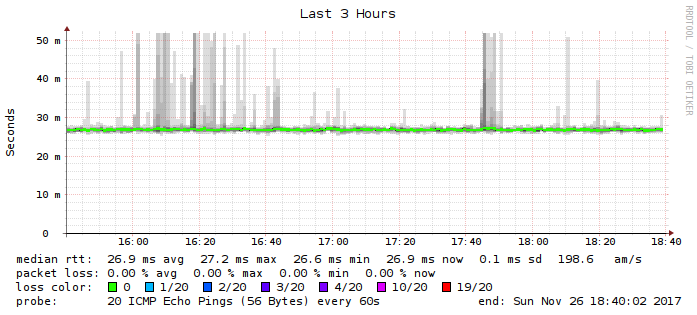 Last 3 Hours
RRDTOOL / TOBI OETIKER
Seconds
50 m
40 m
30 m
20 m
10 m
0
16:00 16:20 16:40 17:00 17:20 17:40 18:00 18:20 18:40
median rtt: 26.9 ms avg 27.2 ms max 26.6 ms min 26.9 ms now 0.1 ms sd 198.6 am/s
packet loss: 0.00 % avg 0.00 % max 0.00 % min 0.00 % now
loss color: 0 1/20 2/20 3/20 4/20 10/20 19/20
probe: 20 ICMP Echo Pings (56 Bytes) every 60s end: Sun Nov 26 18:40:02 2017